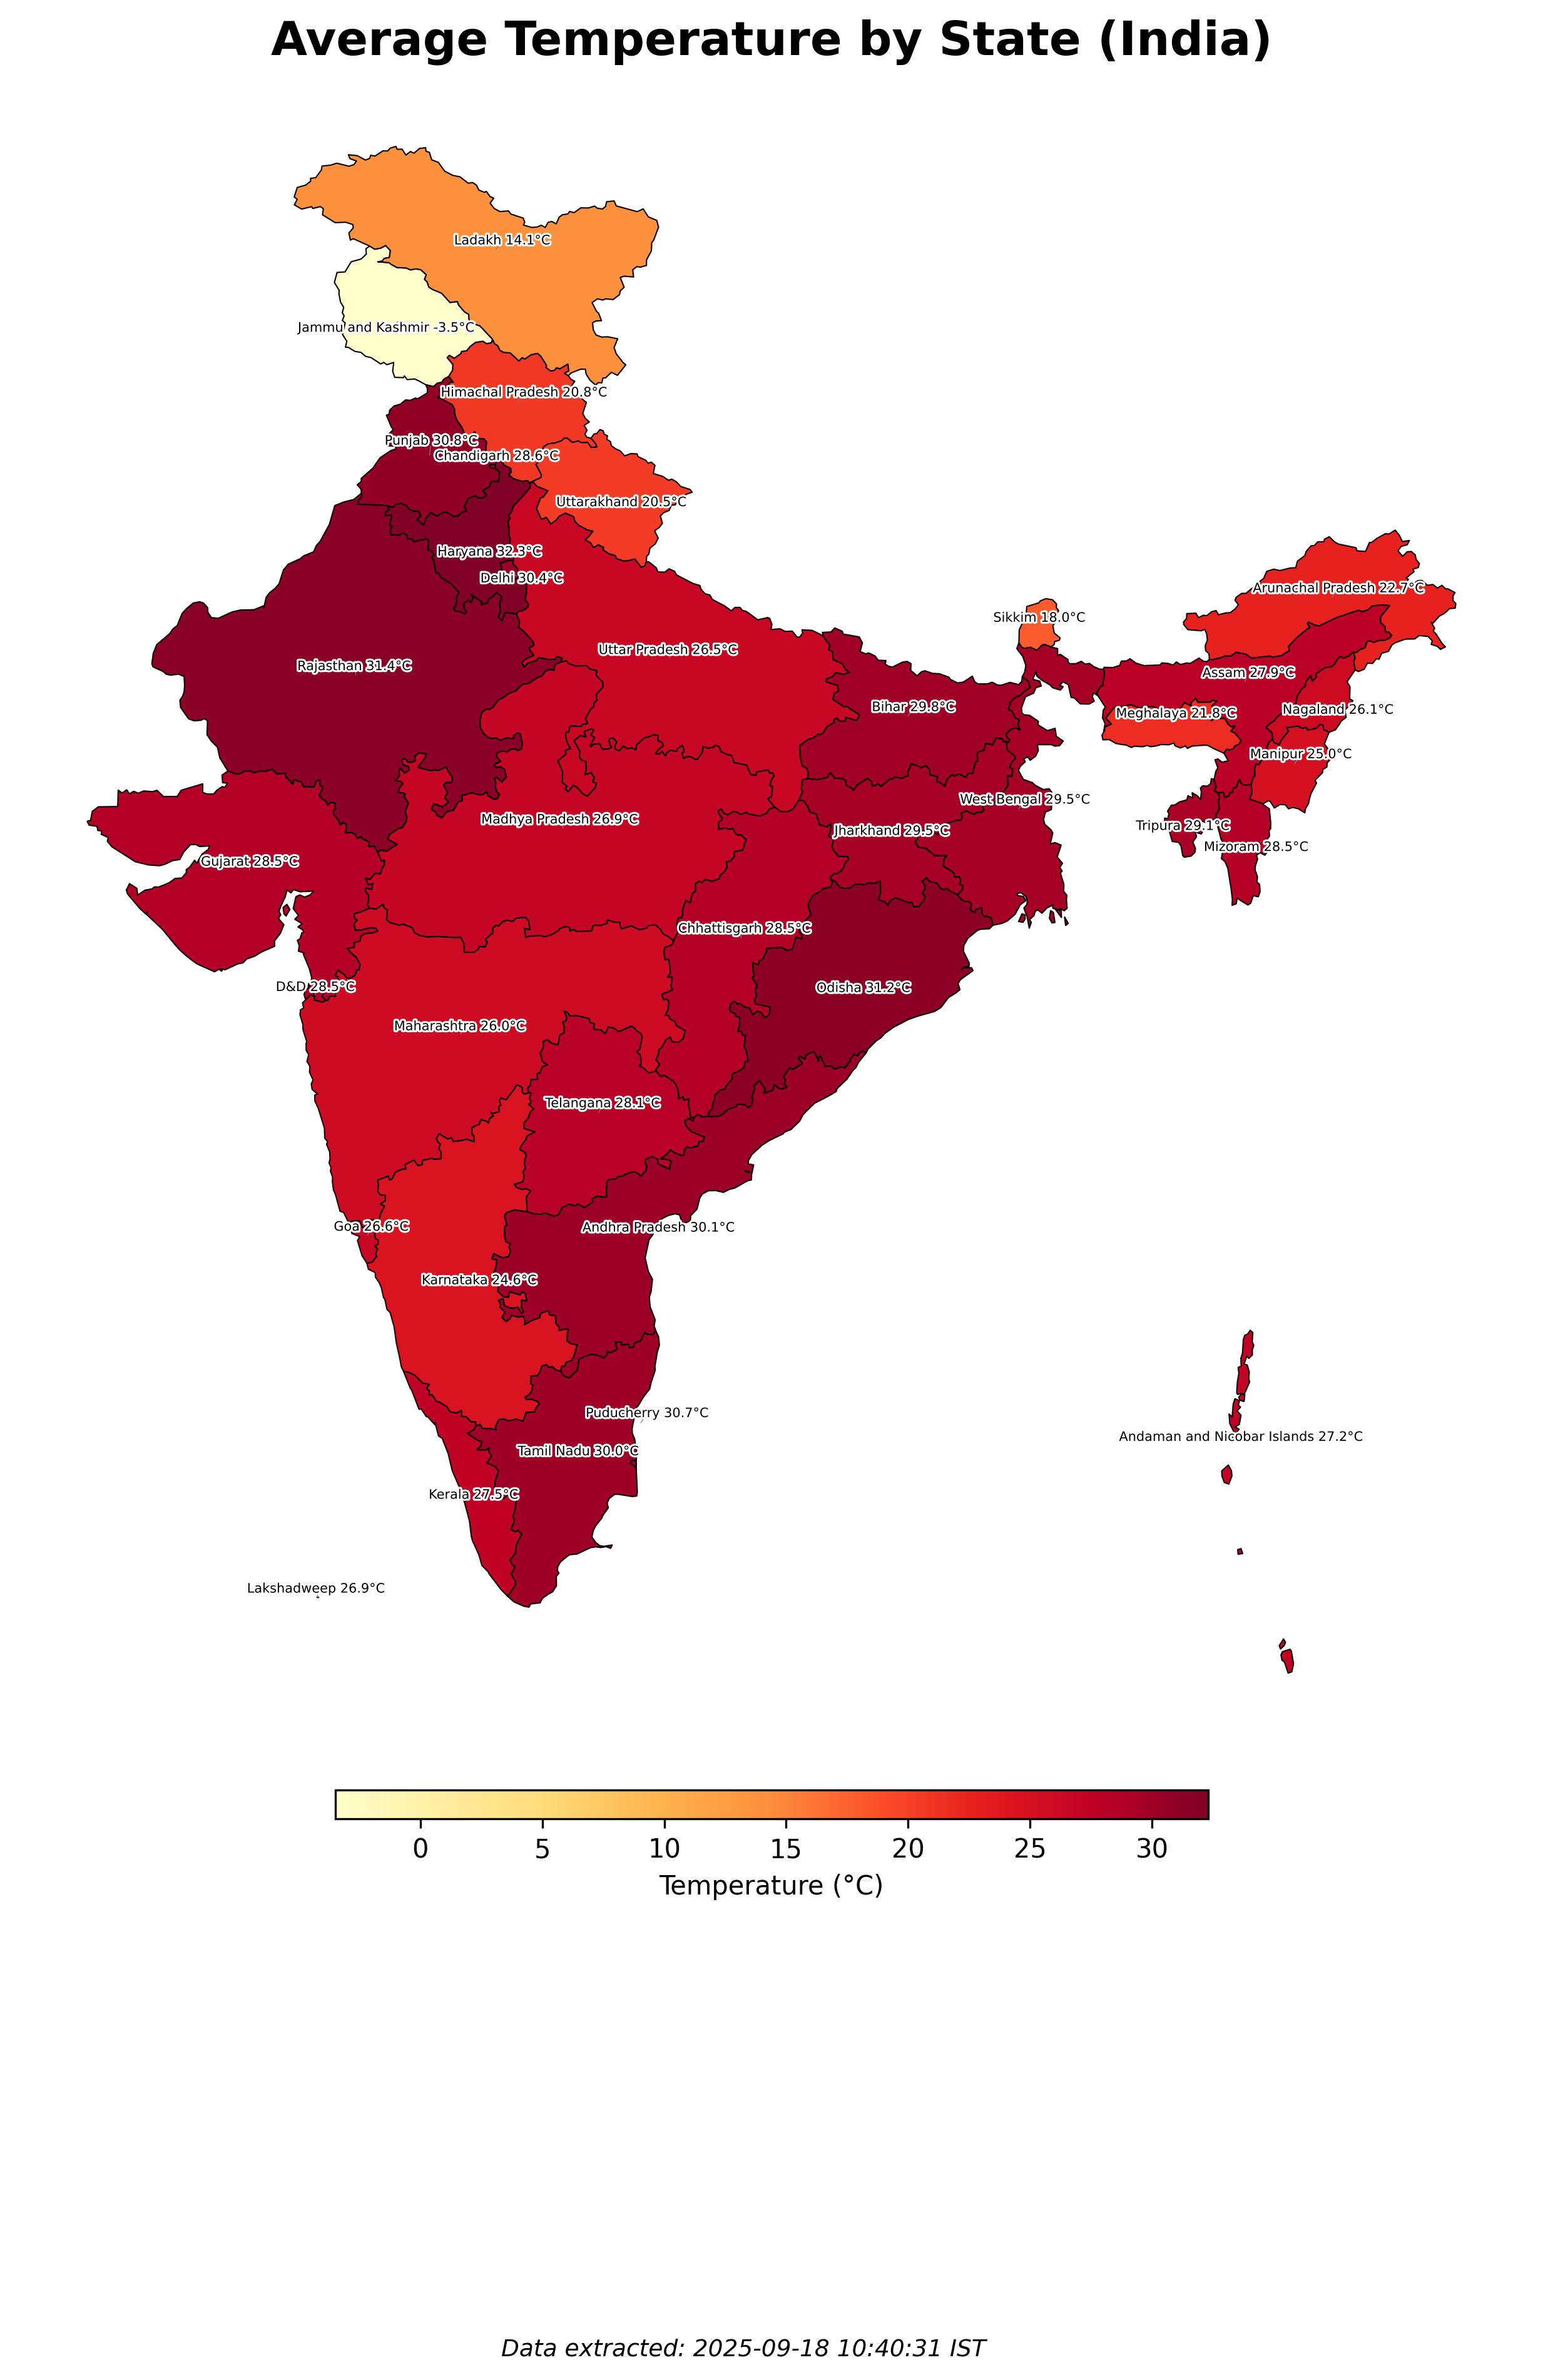 Average Temperature by State (India)
Ladakh 14.1°C
Jammu and Kashmir -3.5°C
Himachal Pradesh 20.8°C
Punjab 30.8°C
Chandigarh 28.6°C
Uttarakhand 20.5°C
Haryana 32.3°C
Delhi 30.4°C
Arunachal Pradesh 22.7°C
Sikkim 18.0°C
Uttar Pradesh 26.5°C
Rajasthan 31.4°C
Assam 27.9°C
Bihar 29.8°C
Nagaland 26.1°C
Meghalaya 21.8°C
Manipur 25.0°C
West Bengal 29.5°C
Madhya Pradesh 26.9°C
Tripura 29.1°C
Jharkhand 29.5°C
Mizoram 28.5°C
Gujarat 28.5°C
Chhattisgarh 28.5°C
D&D 28.5°C
Odisha 31.2°C
Maharashtra 26.0°C
Telangana 28.1°C
Goa 26.6°C
Andhra Pradesh 30.1°C
Karnataka 24.6°C
Puducherry 30.7°C
Andaman and Nicobar Islands 27.2°C
Tamil Nadu 30.0°C
Kerala 27.5°C
Lakshadweep 26.9°C
0 5 10 15 20 25 30
Temperature (°C)
Data extracted: 2025-09-18 10:40:31 IST